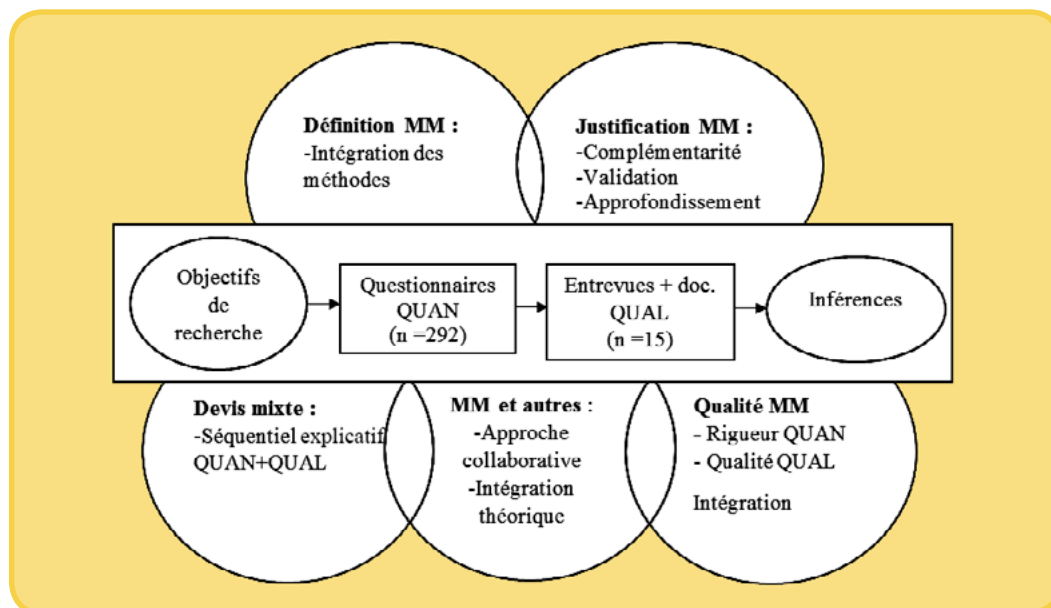 Définition MM :
-Intégration des
méthodes
Justification MM :
-Complémentarité
-Validation
-Approfondissement
Objectifs
de
recherche
Questionnaires
QUAN
(n =292)
Entrevues + doc.
QUAL
(n =15)
Inférences
Devis mixte :
-Séquentiel explicatif
QUAN+QUAL
MM et autres :
-Approche
collaborative
-Intégration
théorique
Qualité MM
- Rigueur QUAN
- Qualité QUAL
Intégration